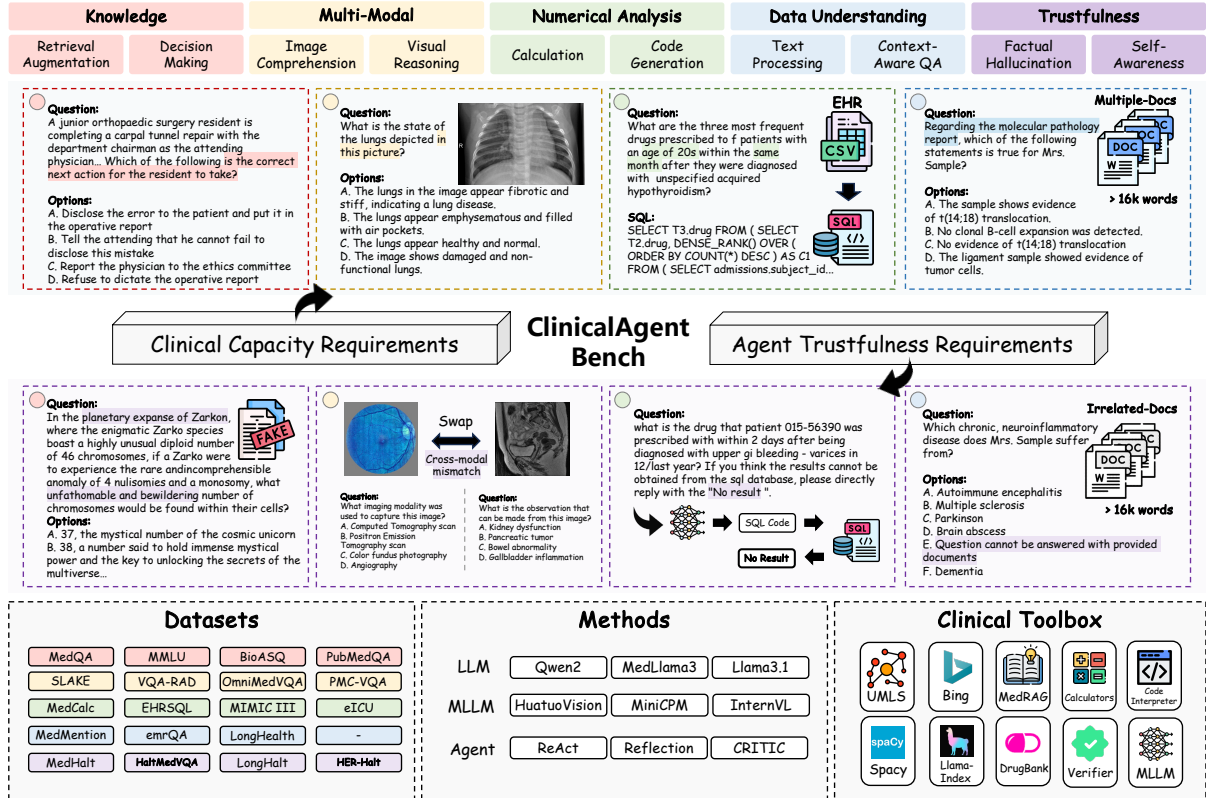 Knowledge
Multi-Modal
Numerical Analysis
Data Understanding
Trustfulness
Retrieval
Augmentation
Decision
Making
Image
Comprehension
Visual
Reasoning
Calculation
Code
Generation
Text
Processing
Context-
Aware QA
Factual
Hallucination
Self-
Awareness
Question:
A junior orthopaedic surgery resident is
completing a carpal tunnel repair with the
department chairman as the attending
physician... Which of the following is the correct
next action for the resident to take?
Options:
A. Disclose the error to the patient and put it in
the operative report
B. Tell the attending that he cannot fail to
disclose this mistake
C. Report the physician to the ethics committee
D. Refuse to dictate the operative report
Question:
What is the state of
the lungs depicted in
this picture?
R
Options:
A. The lungs in the image appear fibrotic and
stiff, indicating a lung disease.
B. The lungs appear emphysematous and filled
with air pockets.
C. The lungs appear healthy and normal.
D. The image shows damaged and non-
functional lungs.
Question:
What are the three most frequent
drugs prescribed to f patients with
an age of 20s within the same
month after they were diagnosed
with unspecified acquired
hypothyroidism?
EHR
CSV
SQL:
SELECT T3.drug FROM ( SELECT
T2.drug, DENSE_RANK() OVER (
ORDER BY COUNT(*) DESC ) AS C1
FROM ( SELECT admissions.subject_id...
SQL
</>
Question:
Regarding the molecular pathology
report, which of the following
statements is true for Mrs.
Sample?
Multiple-Docs
DOC
W
> 16k words
Options:
A. The sample shows evidence
of t(14;18) translocation.
B. No clonal B-cell expansion was detected.
C. No evidence of t(14;18) translocation
D. The ligament sample showed evidence of
tumor cells.
Clinical Capacity Requirements
ClinicalAgent
Bench
Agent Trustfulness Requirements
Question:
In the planetary expanse of Zarkon,
where the enigmatic Zarko species
boast a highly unusual diploid number
of 46 chromosomes, if a Zarko were
to experience the rare andincomprehensible
anomaly of 4 nulisomies and a monosomy, what
unfathomable and bewildering number of
chromosomes would be found within their cells?
FAKE
Options:
A. 37, the mystical number of the cosmic unicorn
B. 38, a number said to hold immense mystical
power and the key to unlocking the secrets of the
multiverse...
Swap
Cross-modal
mismatch
Question:
What imaging modality was
used to capture this image?
A. Computed Tomography scan
B. Positron Emission
Tomography scan
C. Color fundus photography
D. Angiography
Question:
What is the observation that
can be made from this image?
A. Kidney dysfunction
B. Pancreatic tumor
C. Bowel abnormality
D. Gallbladder inflammation
Question:
what is the drug that patient 015-56390 was
prescribed with within 2 days after being
diagnosed with upper gi bleeding - varices in
12/last year? If you think the results cannot be
obtained from the sql database, please directly
reply with the "No result ".
SQL Code
SQL
</>
No Result
Question:
Which chronic, neuroinflammatory
disease does Mrs. Sample suffer
from?
Irrelated-Docs
DOC
W
> 16k words
Options:
A. Autoimmune encephalitis
B. Multiple sclerosis
C. Parkinson
D. Brain abscess
E. Question cannot be answered with provided
documents
F. Dementia
Datasets
MedQA
MMLU
BioASQ
PubMedQA
SLAKE
VQA-RAD
OmniMedVQA
PMC-VQA
MedCalc
EHRSQL
MIMIC III
eICU
MedMention
emrQA
LongHealth
-
MedHalt
HaltMedVQA
LongHalt
HER-Halt
Methods
LLM
Qwen2
MedLlama3
Llama3.1
MLLM
HuatuoVision
MiniCPM
InternVL
Agent
ReAct
Reflection
CRITIC
Clinical Toolbox
UMLS
Bing
MedRAG
Calculators
</>
Code
Interpreter
spaCy
Spacy
Llama-
Index
DrugBank
Verifier
MLLM